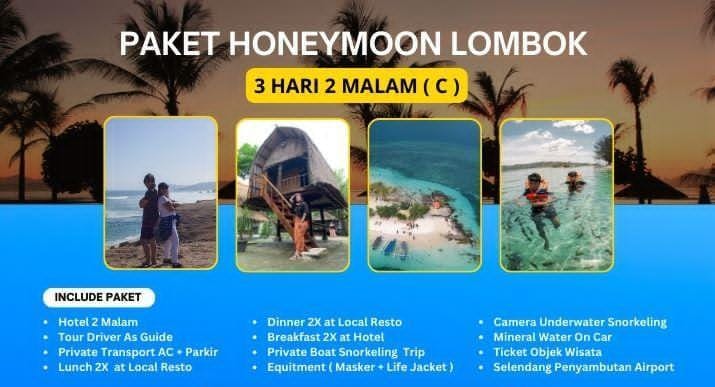 PAKET HONEYMOON LOMBOK
3 HARI 2 MALAM ( C )
INCLUDE PAKET
• Hotel 2 Malam
• Tour Driver As Guide
• Private Transport AC + Parkir
• Lunch 2X at Local Resto
• Dinner 2X at Local Resto
• Breakfast 2X at Hotel
• Private Boat Snorkeling Trip
• Equitment ( Masker + Life Jacket )
• Camera Underwater Snorkeling
• Mineral Water On Car
• Ticket Objek Wisata
• Selendang Penyambutan Airport